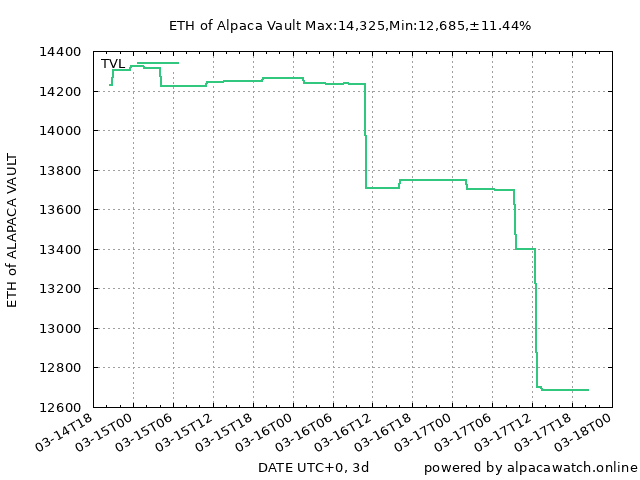 ETH of Alpaca Vault Max:14,325,Min:12,685,±11.44%
TVL
14400
14200
14000
13800
13600
13400
13200
13000
12800
12600
ETH of ALAPACA VAULT
03-14T18
03-15T00
03-15T06
03-15T12
03-15T18
03-16T00
03-16T06
03-16T12
03-16T18
03-17T00
03-17T06
03-17T12
03-17T18
03-18T00
DATE UTC+0, 3d
powered by alpacawatch.online